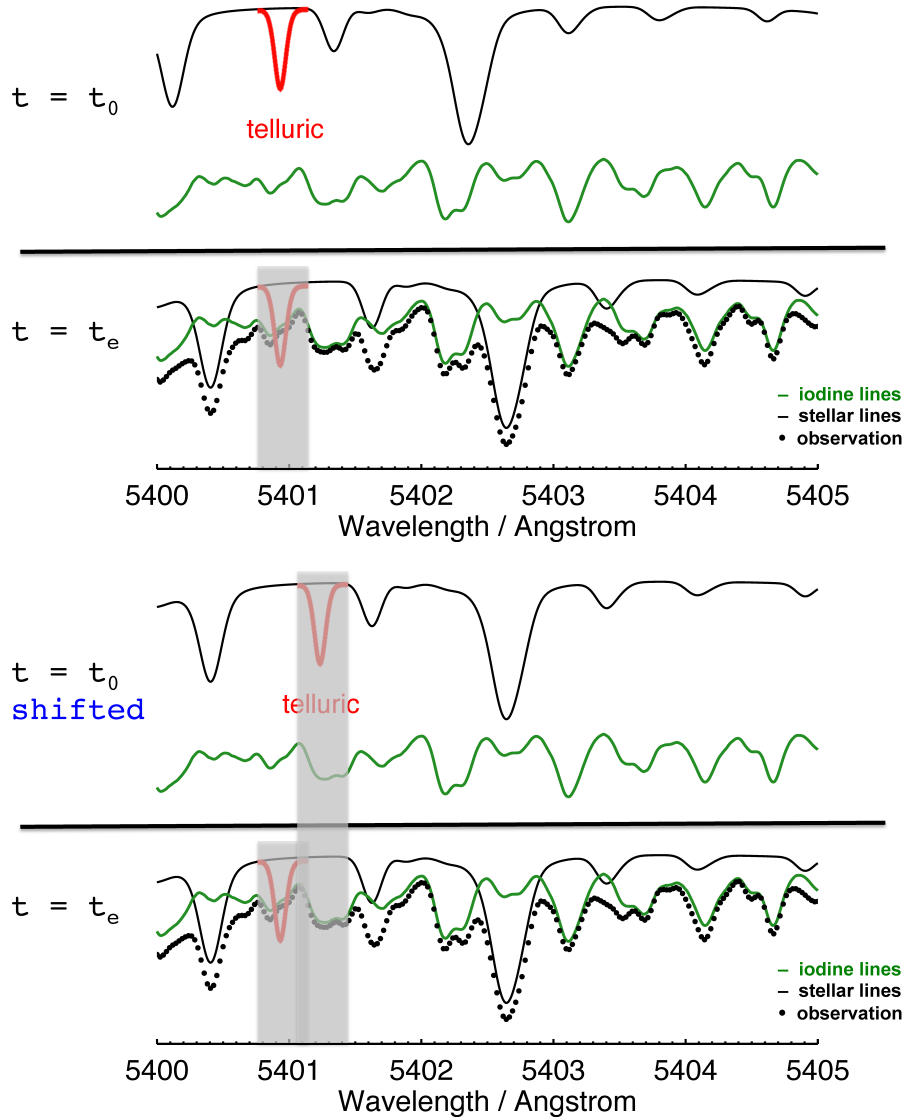 t = t₀
telluric
t = tₑ
– iodine lines
– stellar lines
• observation
5400 5401 5402 5403 5404 5405
Wavelength / Angstrom
t = t₀
shifted
telluric
t = tₑ
– iodine lines
– stellar lines
• observation
5400 5401 5402 5403 5404 5405
Wavelength / Angstrom